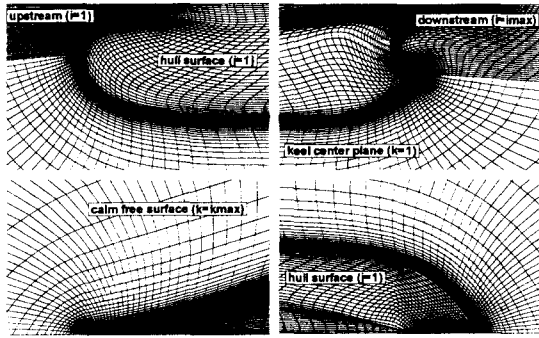 upstream (i=1)
downstream (i=imax)
hull surface (j=1)
keel center plane (k=1)
calm free surface (k=kmax)
hull surface (j=1)